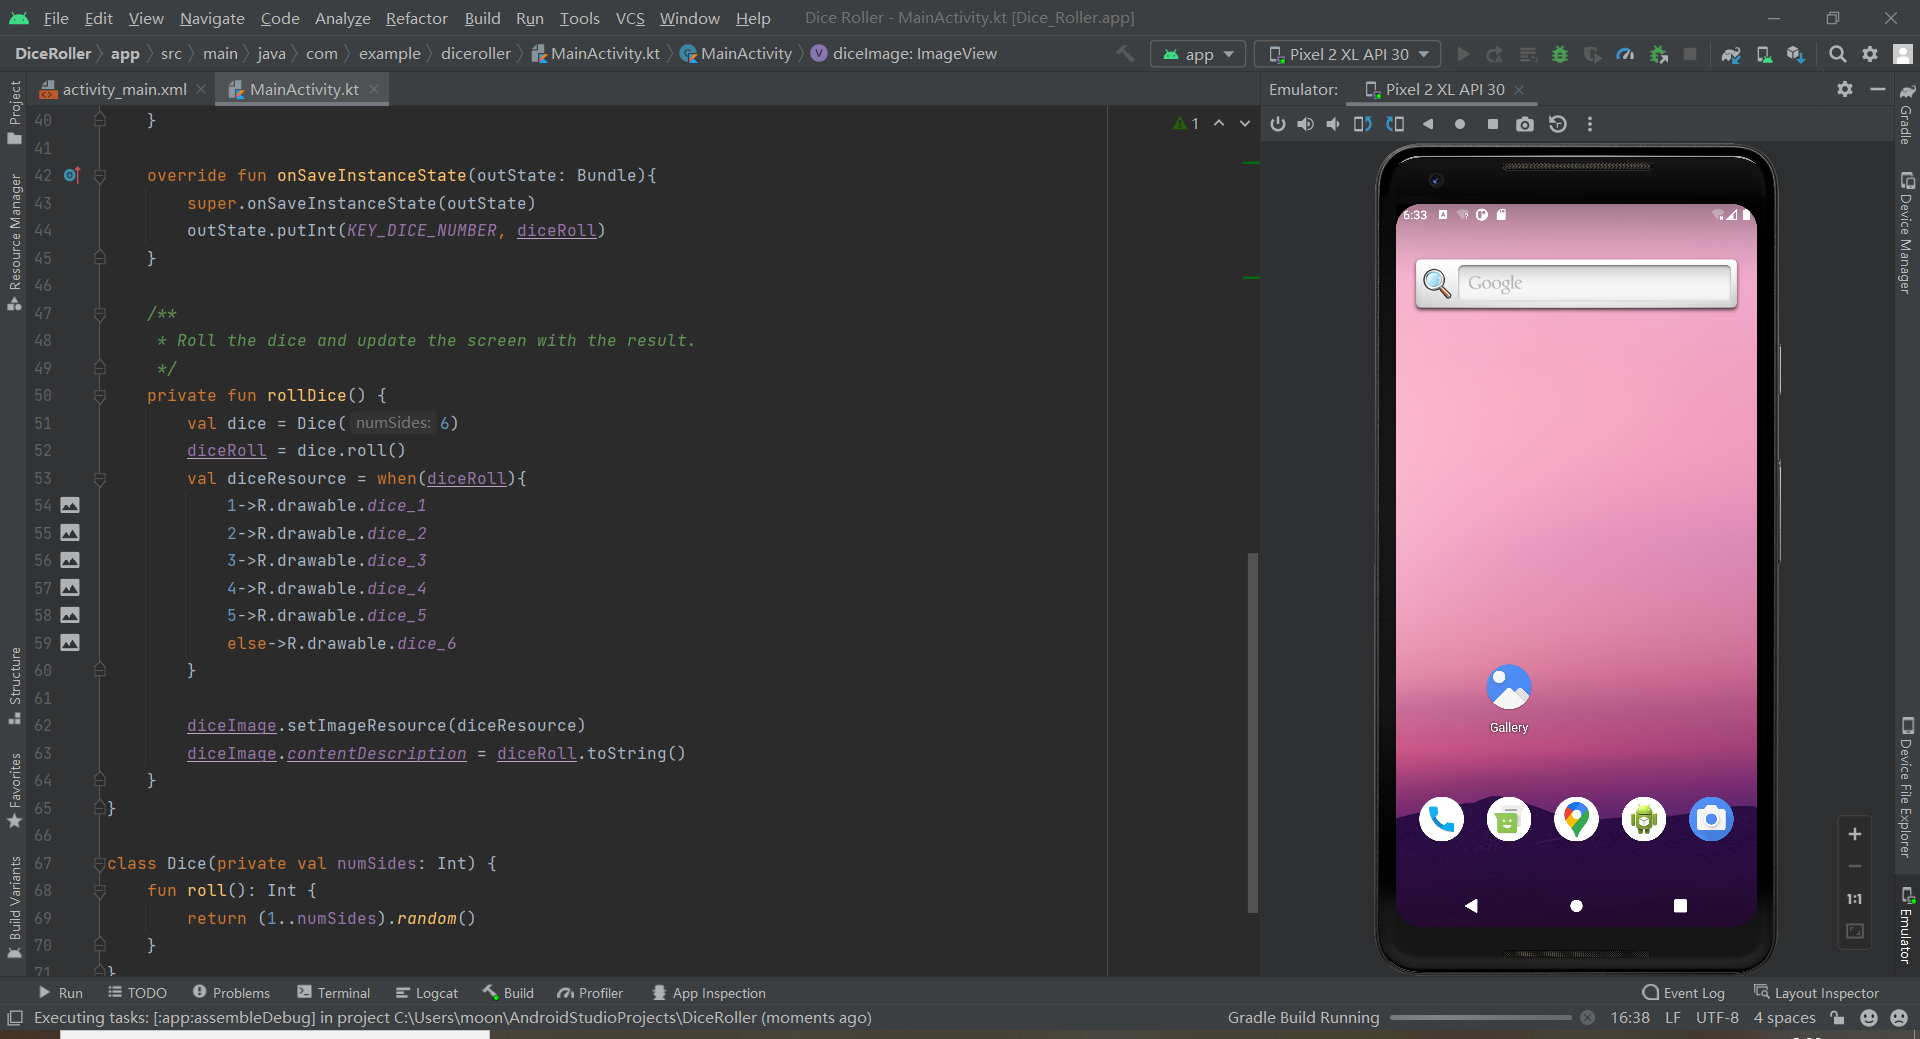 File Edit View Navigate Code Analyze Refactor Build Run Tools VCS Window Help Dice Roller - MainActivity.kt [Dice_Roller.app]
DiceRoller app src main java com example diceroller MainActivity.kt MainActivity diceImage: ImageView app Pixel 2 XL API 30
activity_main.xml MainActivity.kt
Emulator: Pixel 2 XL API 30
Project
Resource Manager
Structure
Favorites
Build Variants
1
40 }
41
42 override fun onSaveInstanceState(outState: Bundle){
43 super.onSaveInstanceState(outState)
44 outState.putInt(KEY_DICE_NUMBER, diceRoll)
45 }
46
47 /**
48 * Roll the dice and update the screen with the result.
49 */
50 private fun rollDice() {
51 val dice = Dice( numSides: 6)
52 diceRoll = dice.roll()
53 val diceResource = when(diceRoll){
54 1->R.drawable.dice_1
55 2->R.drawable.dice_2
56 3->R.drawable.dice_3
57 4->R.drawable.dice_4
58 5->R.drawable.dice_5
59 else->R.drawable.dice_6
60 }
61
62 diceImage.setImageResource(diceResource)
63 diceImage.contentDescription = diceRoll.toString()
64 }
65 }
66
67 class Dice(private val numSides: Int) {
68 fun roll(): Int {
69 return (1..numSides).random()
70 }
71 }
6:33
Google
Gallery
1:1
Gradle
Device Manager
Device File Explorer
Emulator
Run TODO Problems Terminal Logcat Build Profiler App Inspection Event Log Layout Inspector
Executing tasks: [:app:assembleDebug] in project C:\Users\moon\AndroidStudioProjects\DiceRoller (moments ago) Gradle Build Running 16:38 LF UTF-8 4 spaces